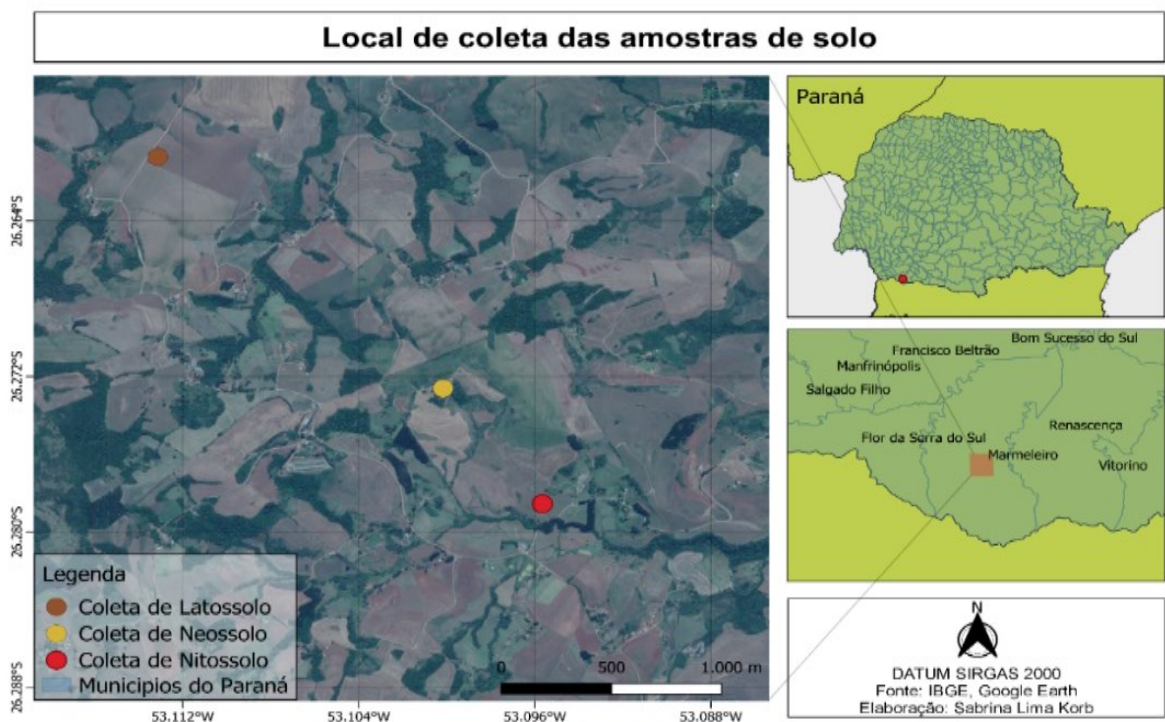 Local de coleta das amostras de solo
26.264°S
26.272°S
26.280°S
26.288°S
53.112°W
53.104°W
53.096°W
53.088°W
Legenda
Coleta de Latossolo
Coleta de Neossolo
Coleta de Nitossolo
Municipios do Paraná
0 500 1.000 m
Paraná
Bom Sucesso do Sul
Francisco Beltrão
Manfrinópolis
Salgado Filho
Renascença
Flor da Serra do Sul
Marmeleiro
Vitorino
N
DATUM SIRGAS 2000
Fonte: IBGE, Google Earth
Elaboração: Sabrina Lima Korb